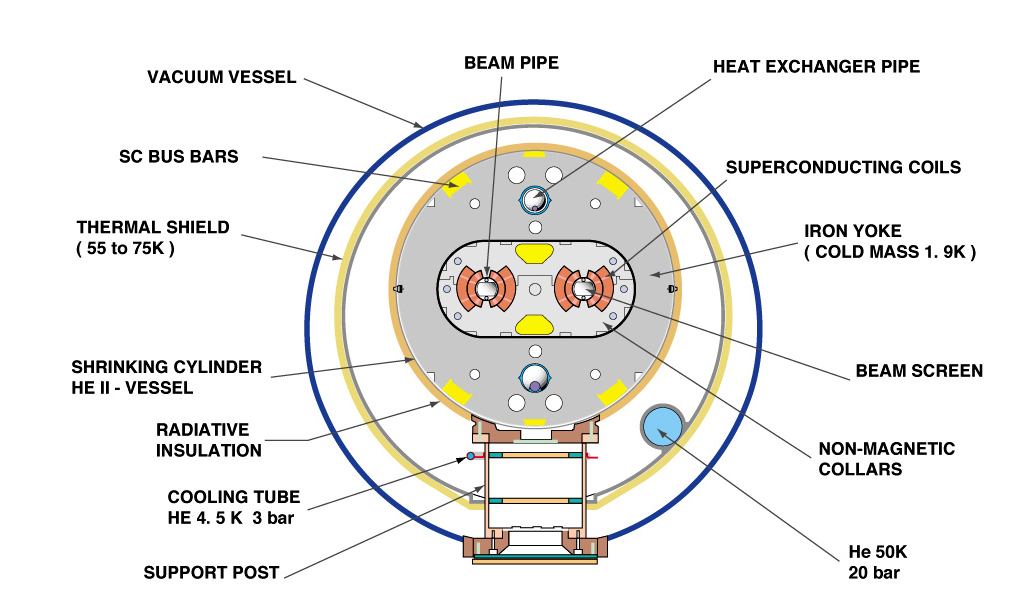 BEAM PIPE
HEAT EXCHANGER PIPE
VACUUM VESSEL
SC BUS BARS
SUPERCONDUCTING COILS
THERMAL SHIELD
( 55 to 75K )
IRON YOKE
( COLD MASS 1. 9K )
SHRINKING CYLINDER
HE II - VESSEL
BEAM SCREEN
RADIATIVE
INSULATION
NON-MAGNETIC
COLLARS
COOLING TUBE
HE 4. 5 K 3 bar
He 50K
20 bar
SUPPORT POST